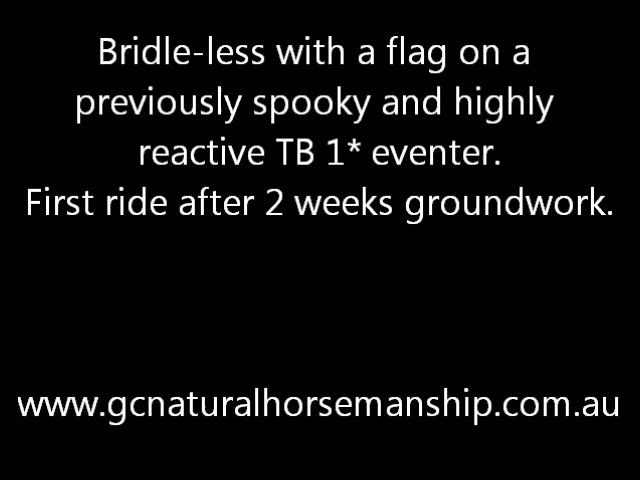 Bridle-less with a flag on a
previously spooky and highly
reactive TB 1* eventer.
First ride after 2 weeks groundwork.
www.gcnaturalhorsemanship.com.au